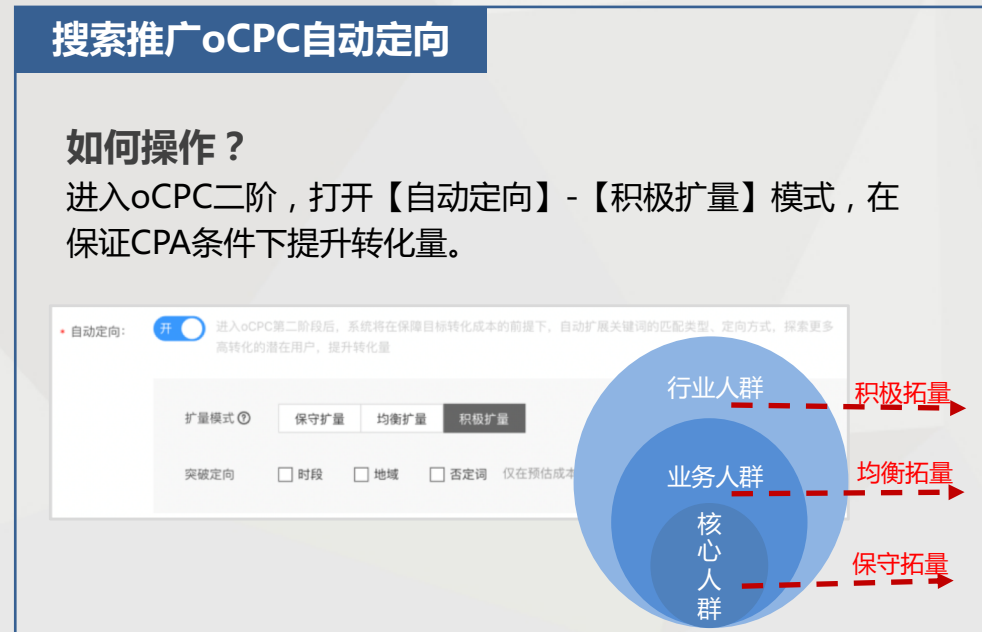 搜索推广oCPC自动定向
如何操作？
进入oCPC二阶，打开【自动定向】-【积极扩量】模式，在
保证CPA条件下提升转化量。
* 自动定向: 开 进入oCPC第二阶段后，系统将在保障目标转化成本的前提下，自动扩展关键词的匹配类型、定向方式，探索更多
高转化的潜在用户，提升转化量
扩量模式? 保守扩量 均衡扩量 积极扩量
突破定向 时段 地域 否定词 仅在预估成本
行业人群
积极拓量
业务人群
均衡拓量
核心人群
保守拓量